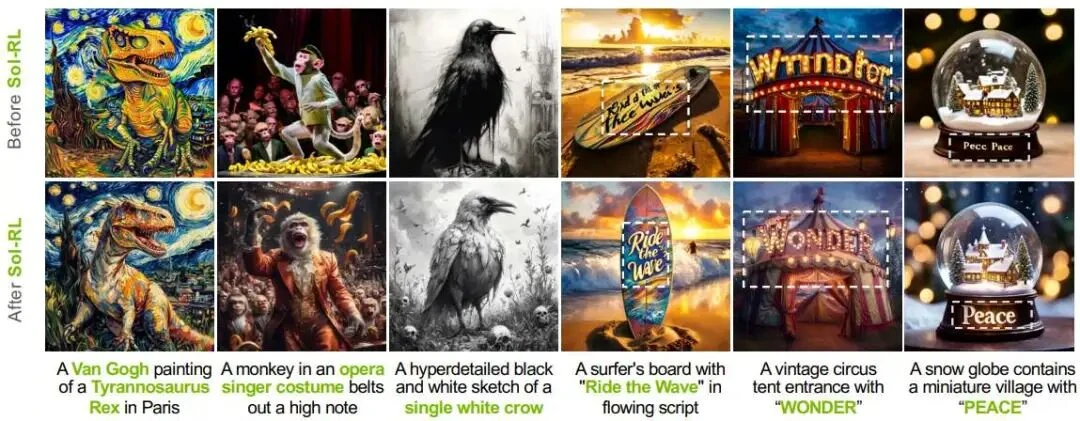 Before Sol-RL
WTTNDFOr
Pecc Pace
After Sol-RL
Ride
the
Wave
WONDER
Peace
A Van Gogh painting
of a Tyrannosaurus
Rex in Paris
A monkey in an opera
singer costume belts
out a high note
A hyperdetailed black
and white sketch of a
single white crow
A surfer's board with
"Ride the Wave" in
flowing script
A vintage circus
tent entrance with
“WONDER”
A snow globe contains
a miniature village with
“PEACE”